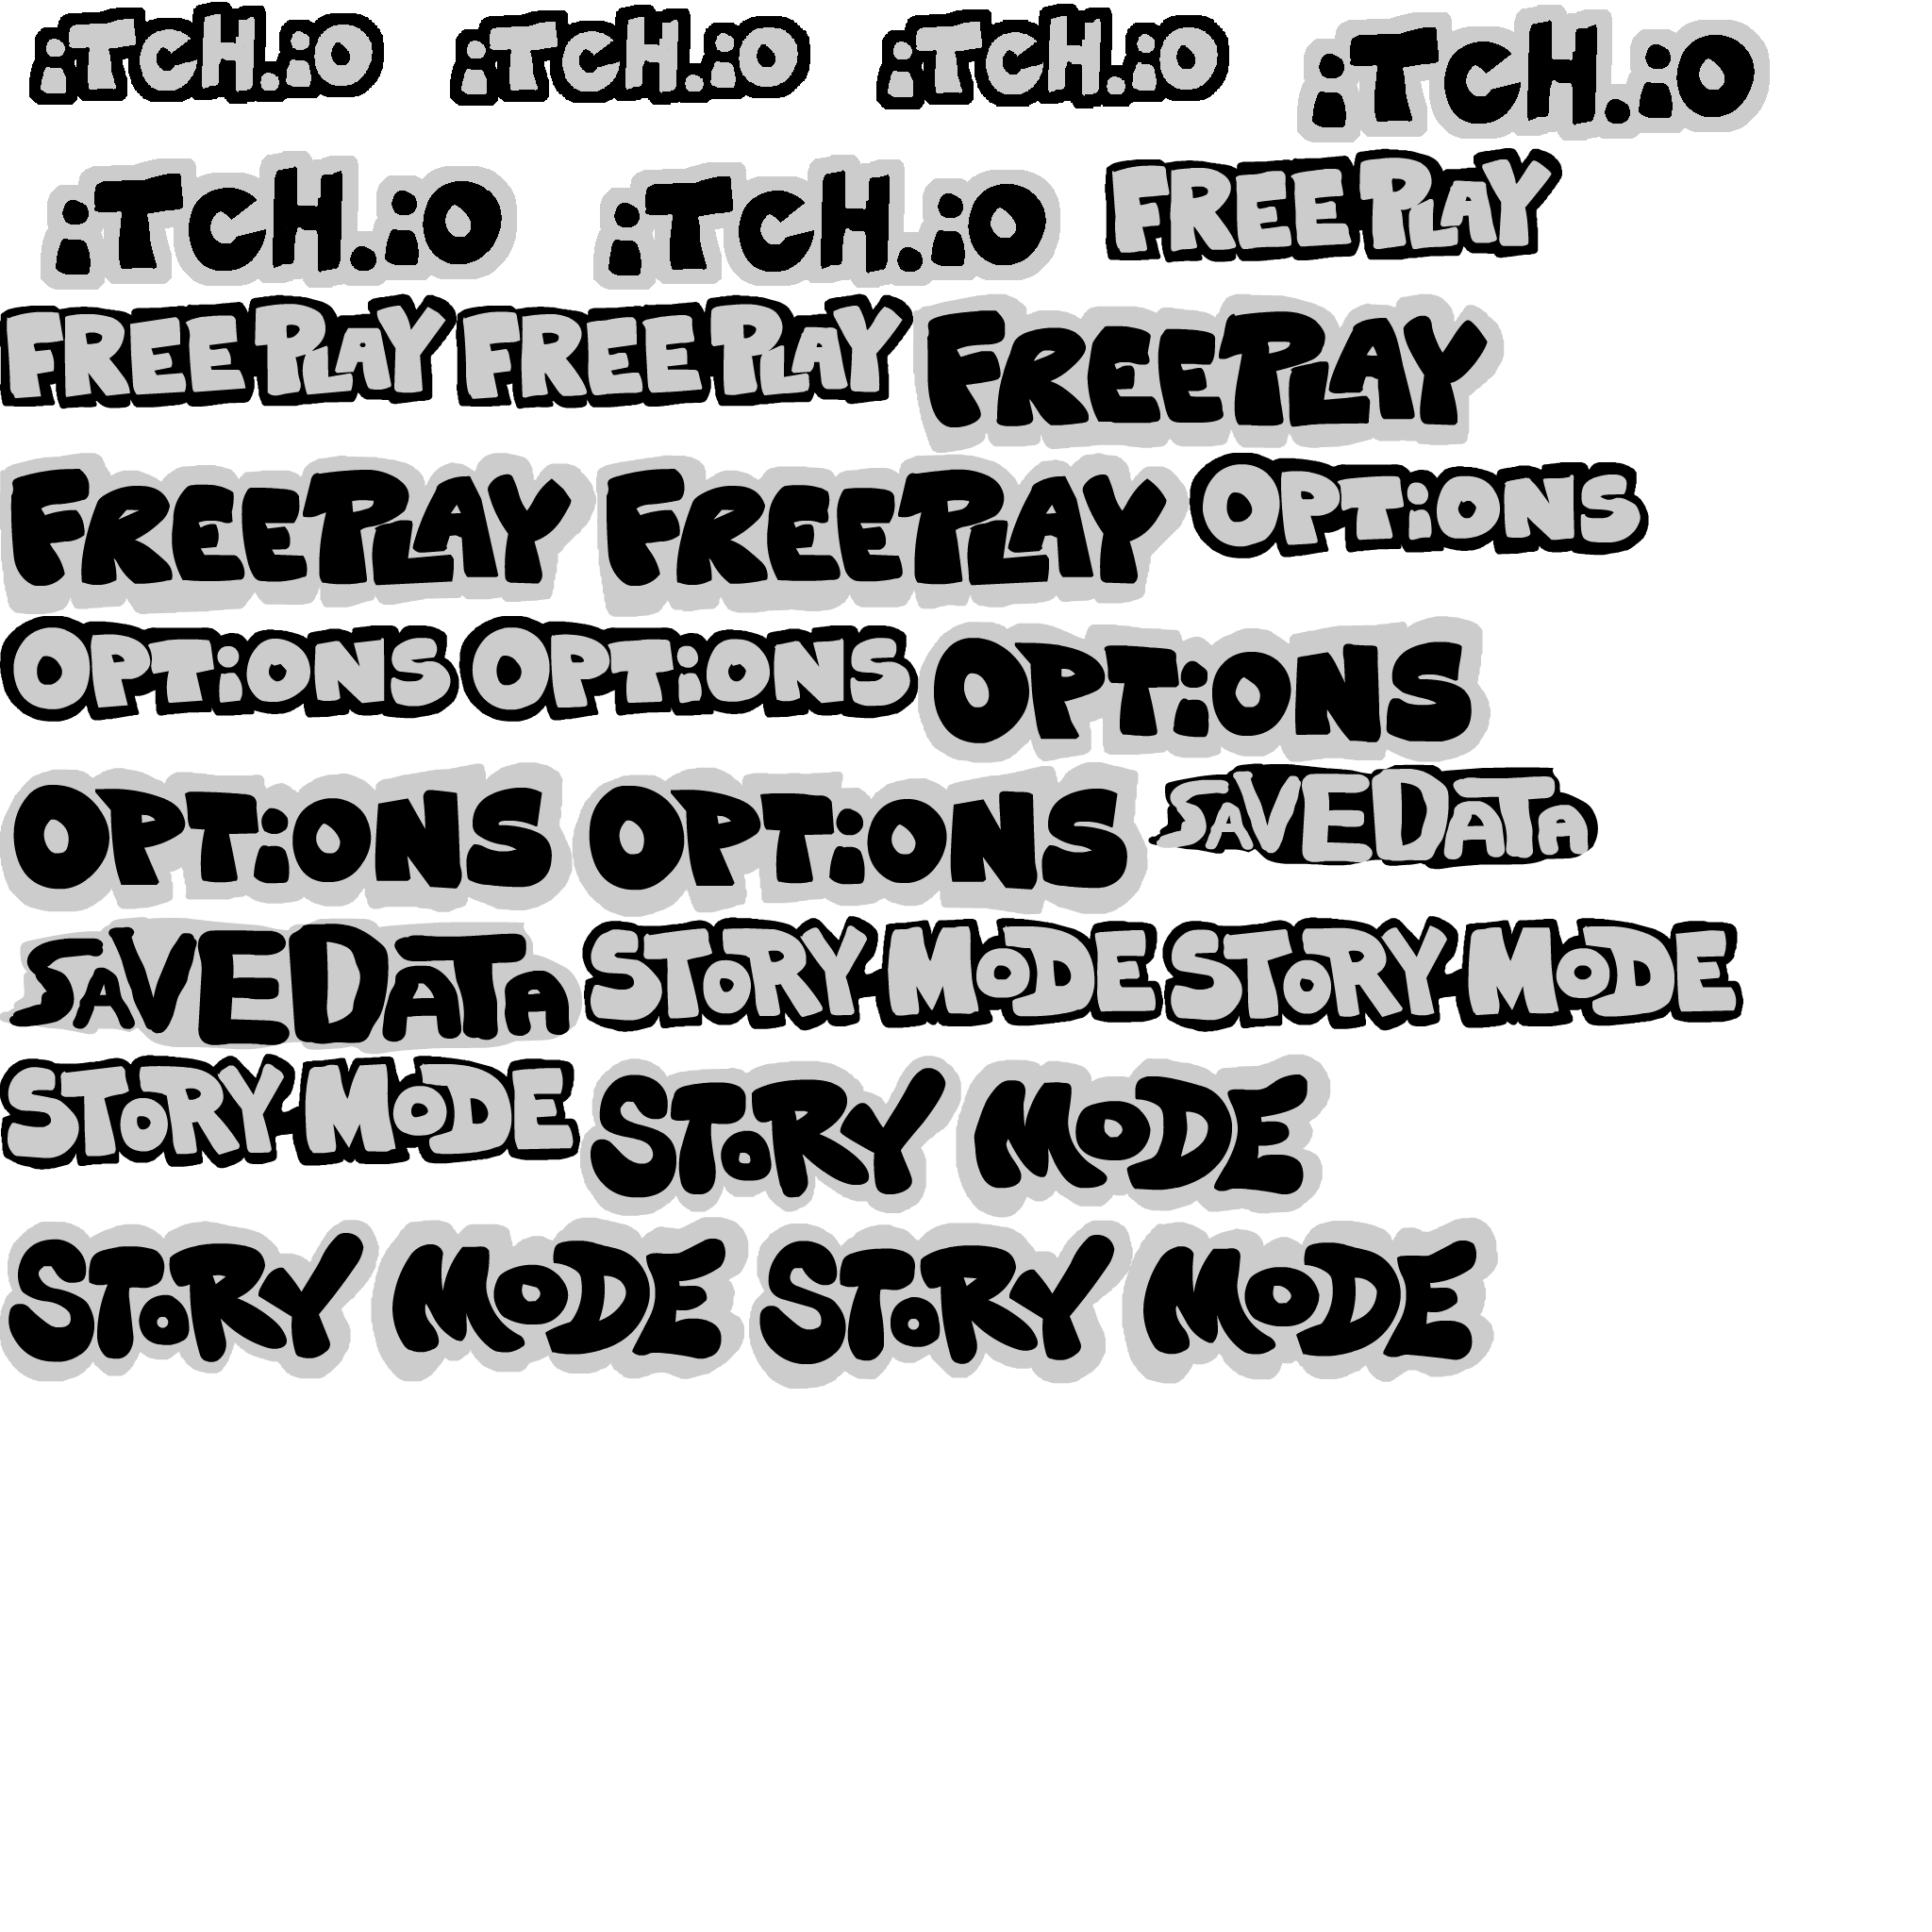 iTCH.iO iTCH.iO iTCH.iO iTCH.iO
iTCH.iO iTCH.iO FREEPLAY
FREEPLAY FREEPLAY FREEPLAY
FREEPLAY FREEPLAY OPTiONS
OPTiONS OPTiONS OPTiONS
OPTiONS OPTiONS SAVEDATA
SAVEDATA STORY MODE STORY MODE
STORY MODE STORY MODE
STORY MODE STORY MODE